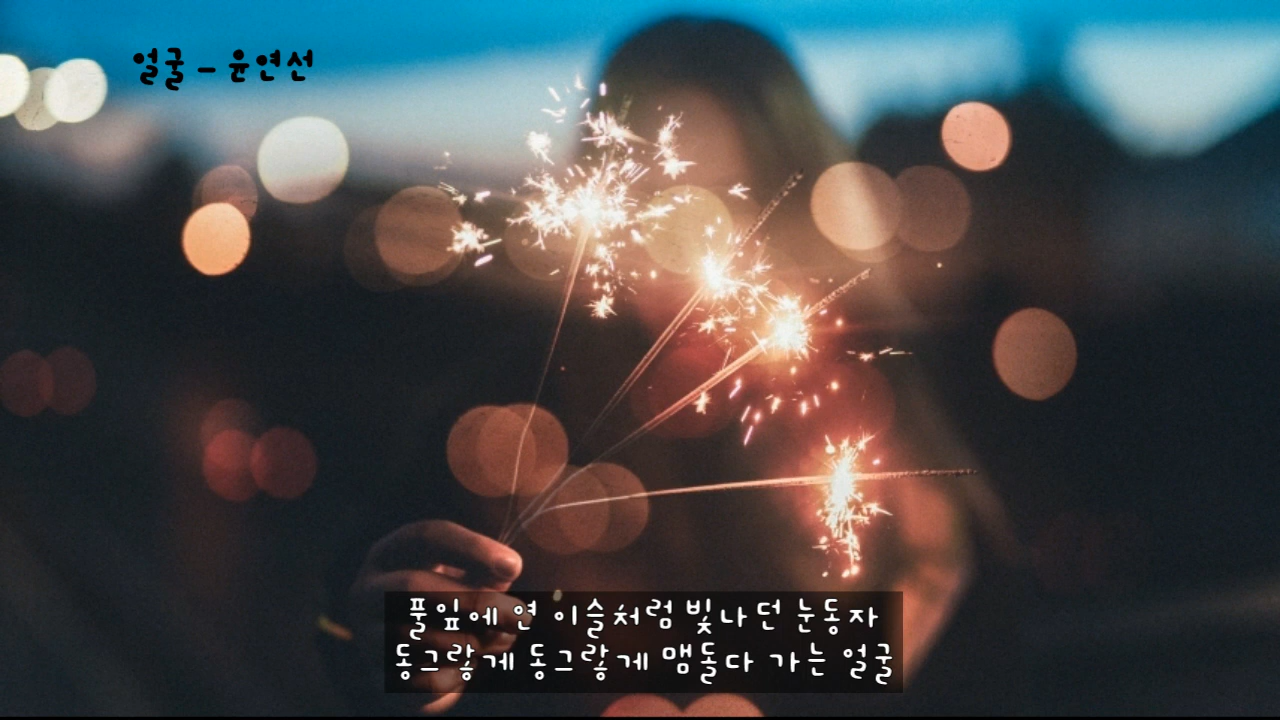 얼굴 - 윤연선
풀잎에 연 이슬처럼 빛나던 눈동자
동그랗게 동그랗게 맴돌다 가는 얼굴